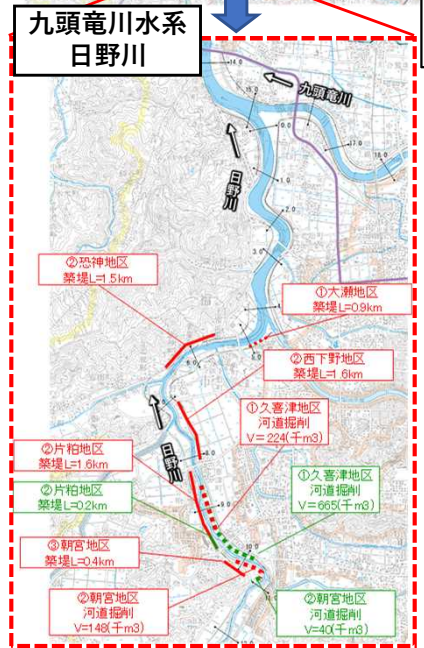 九頭竜川水系
日野川
九頭竜川
日野川
②恐神地区
築堤L=1.5km
①大瀬地区
築堤L=0.9km
②西下野地区
築堤L=1.6km
①久喜津地区
河道掘削
V=224(千m3)
②片粕地区
築堤L=1.6km
日野川
①久喜津地区
河道掘削
V=665(千m3)
②片粕地区
築堤L=0.2km
③朝宮地区
築堤L=0.4km
②朝宮地区
河道掘削
V=148(千m3)
②朝宮地区
河道掘削
V=40(千m3)